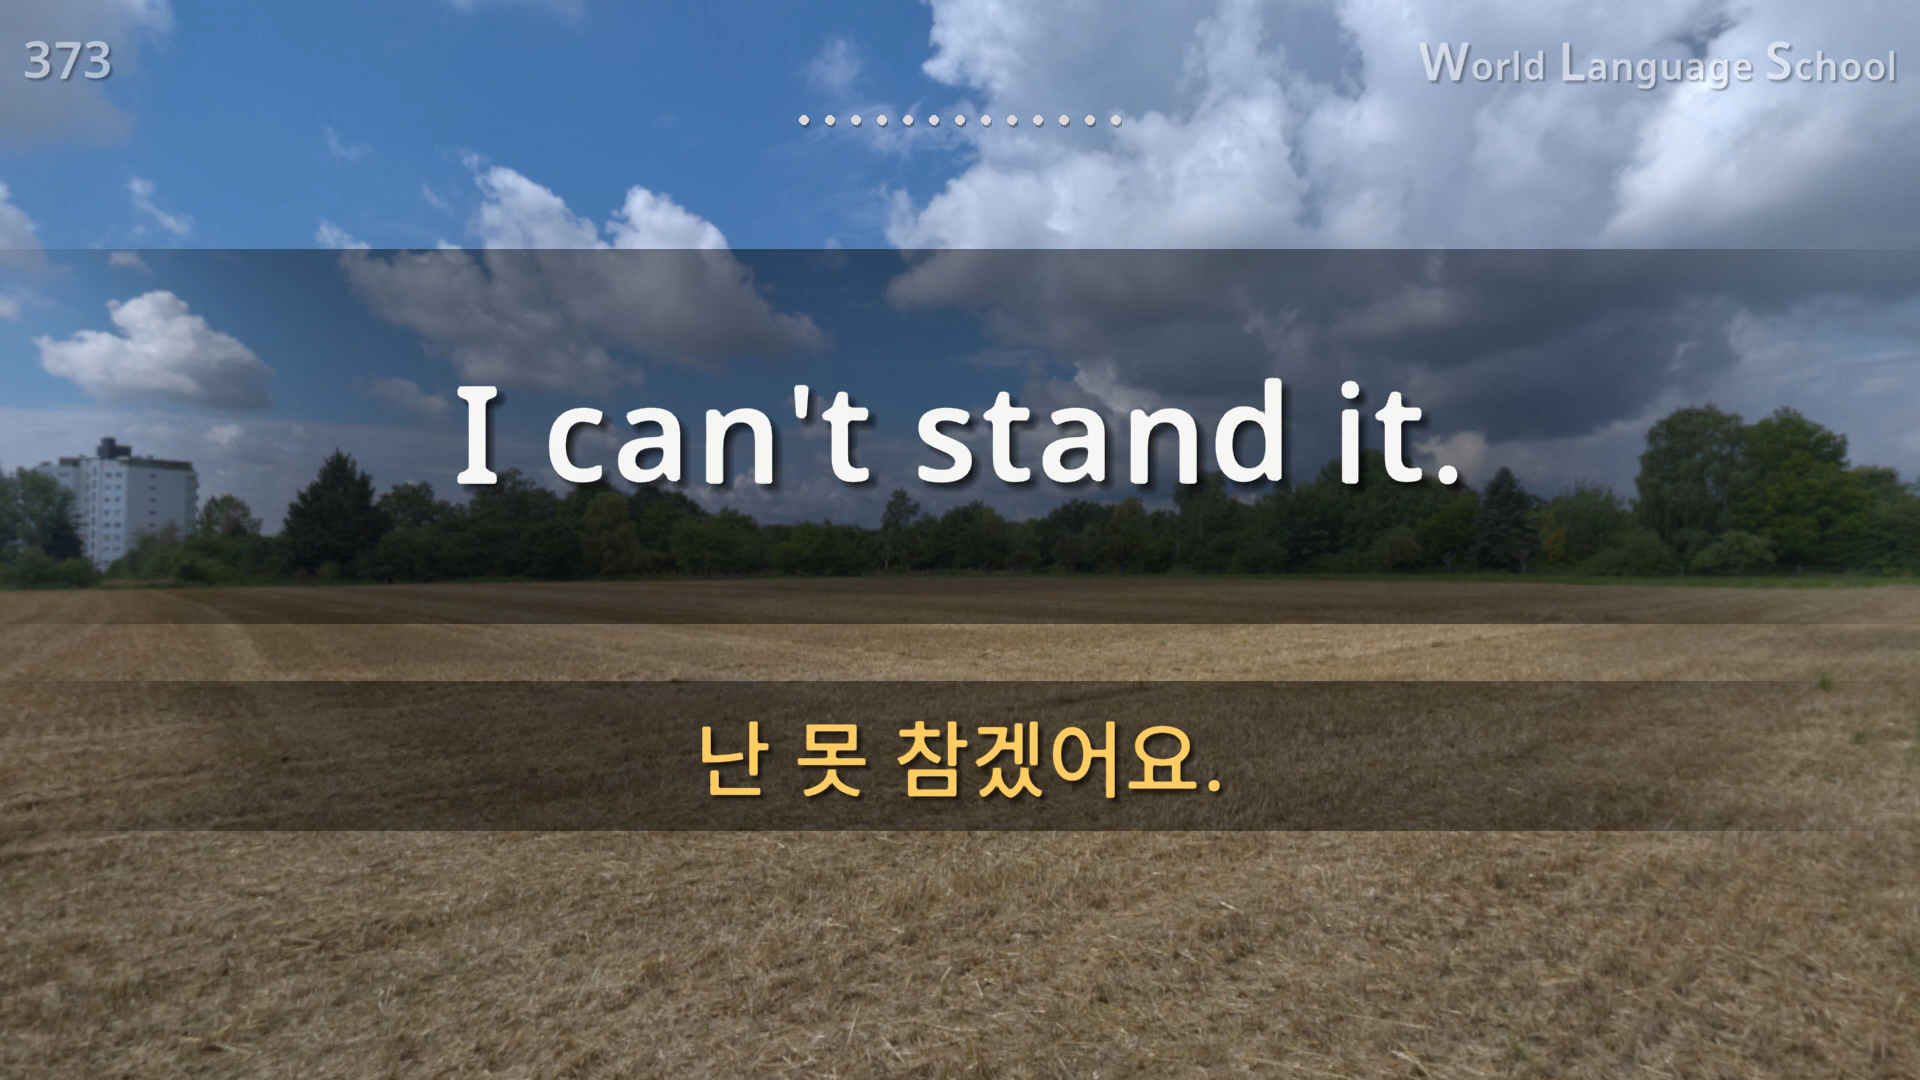 373
World Language School
I can't stand it.
난 못 참겠어요.